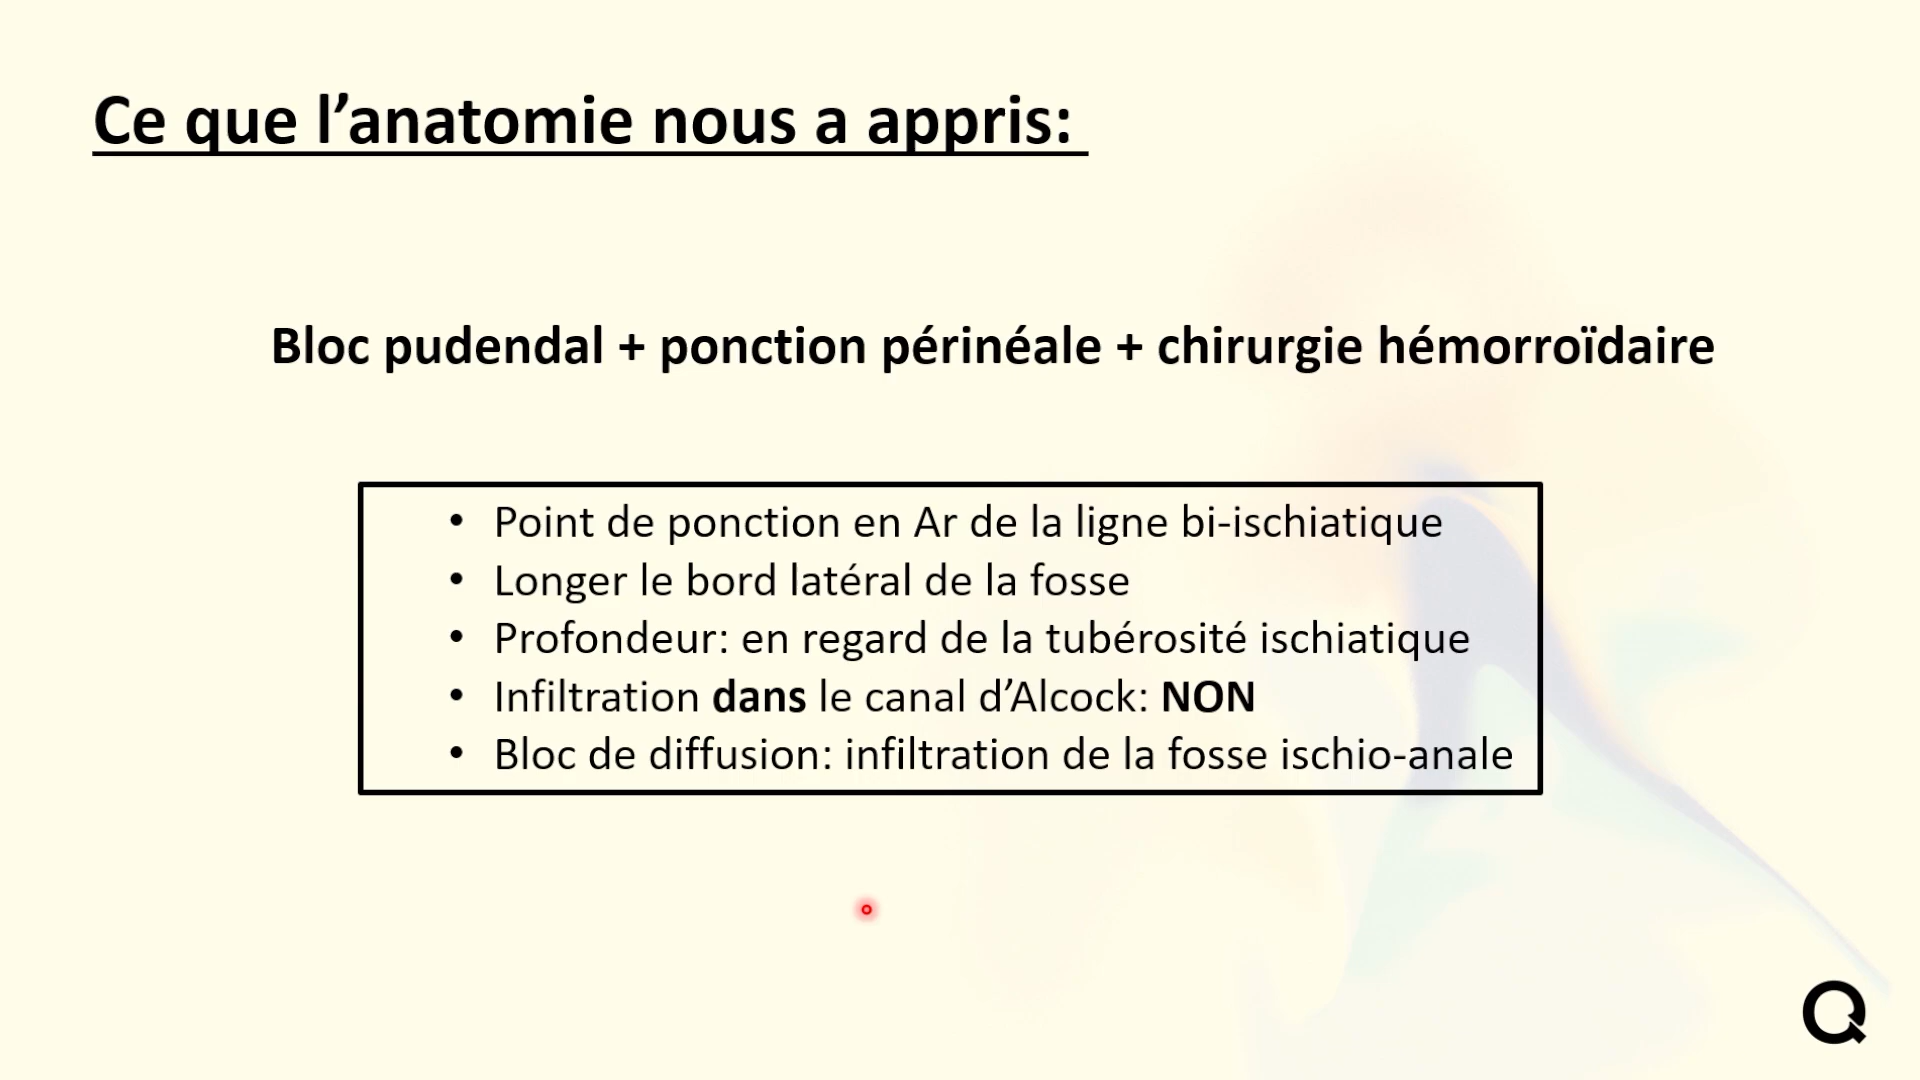 Ce que l’anatomie nous a appris:
Bloc pudendal + ponction périnéale + chirurgie hémorroïdaire
• Point de ponction en Ar de la ligne bi-ischiatique
• Longer le bord latéral de la fosse
• Profondeur: en regard de la tubérosité ischiatique
• Infiltration dans le canal d’Alcock: NON
• Bloc de diffusion: infiltration de la fosse ischio-anale